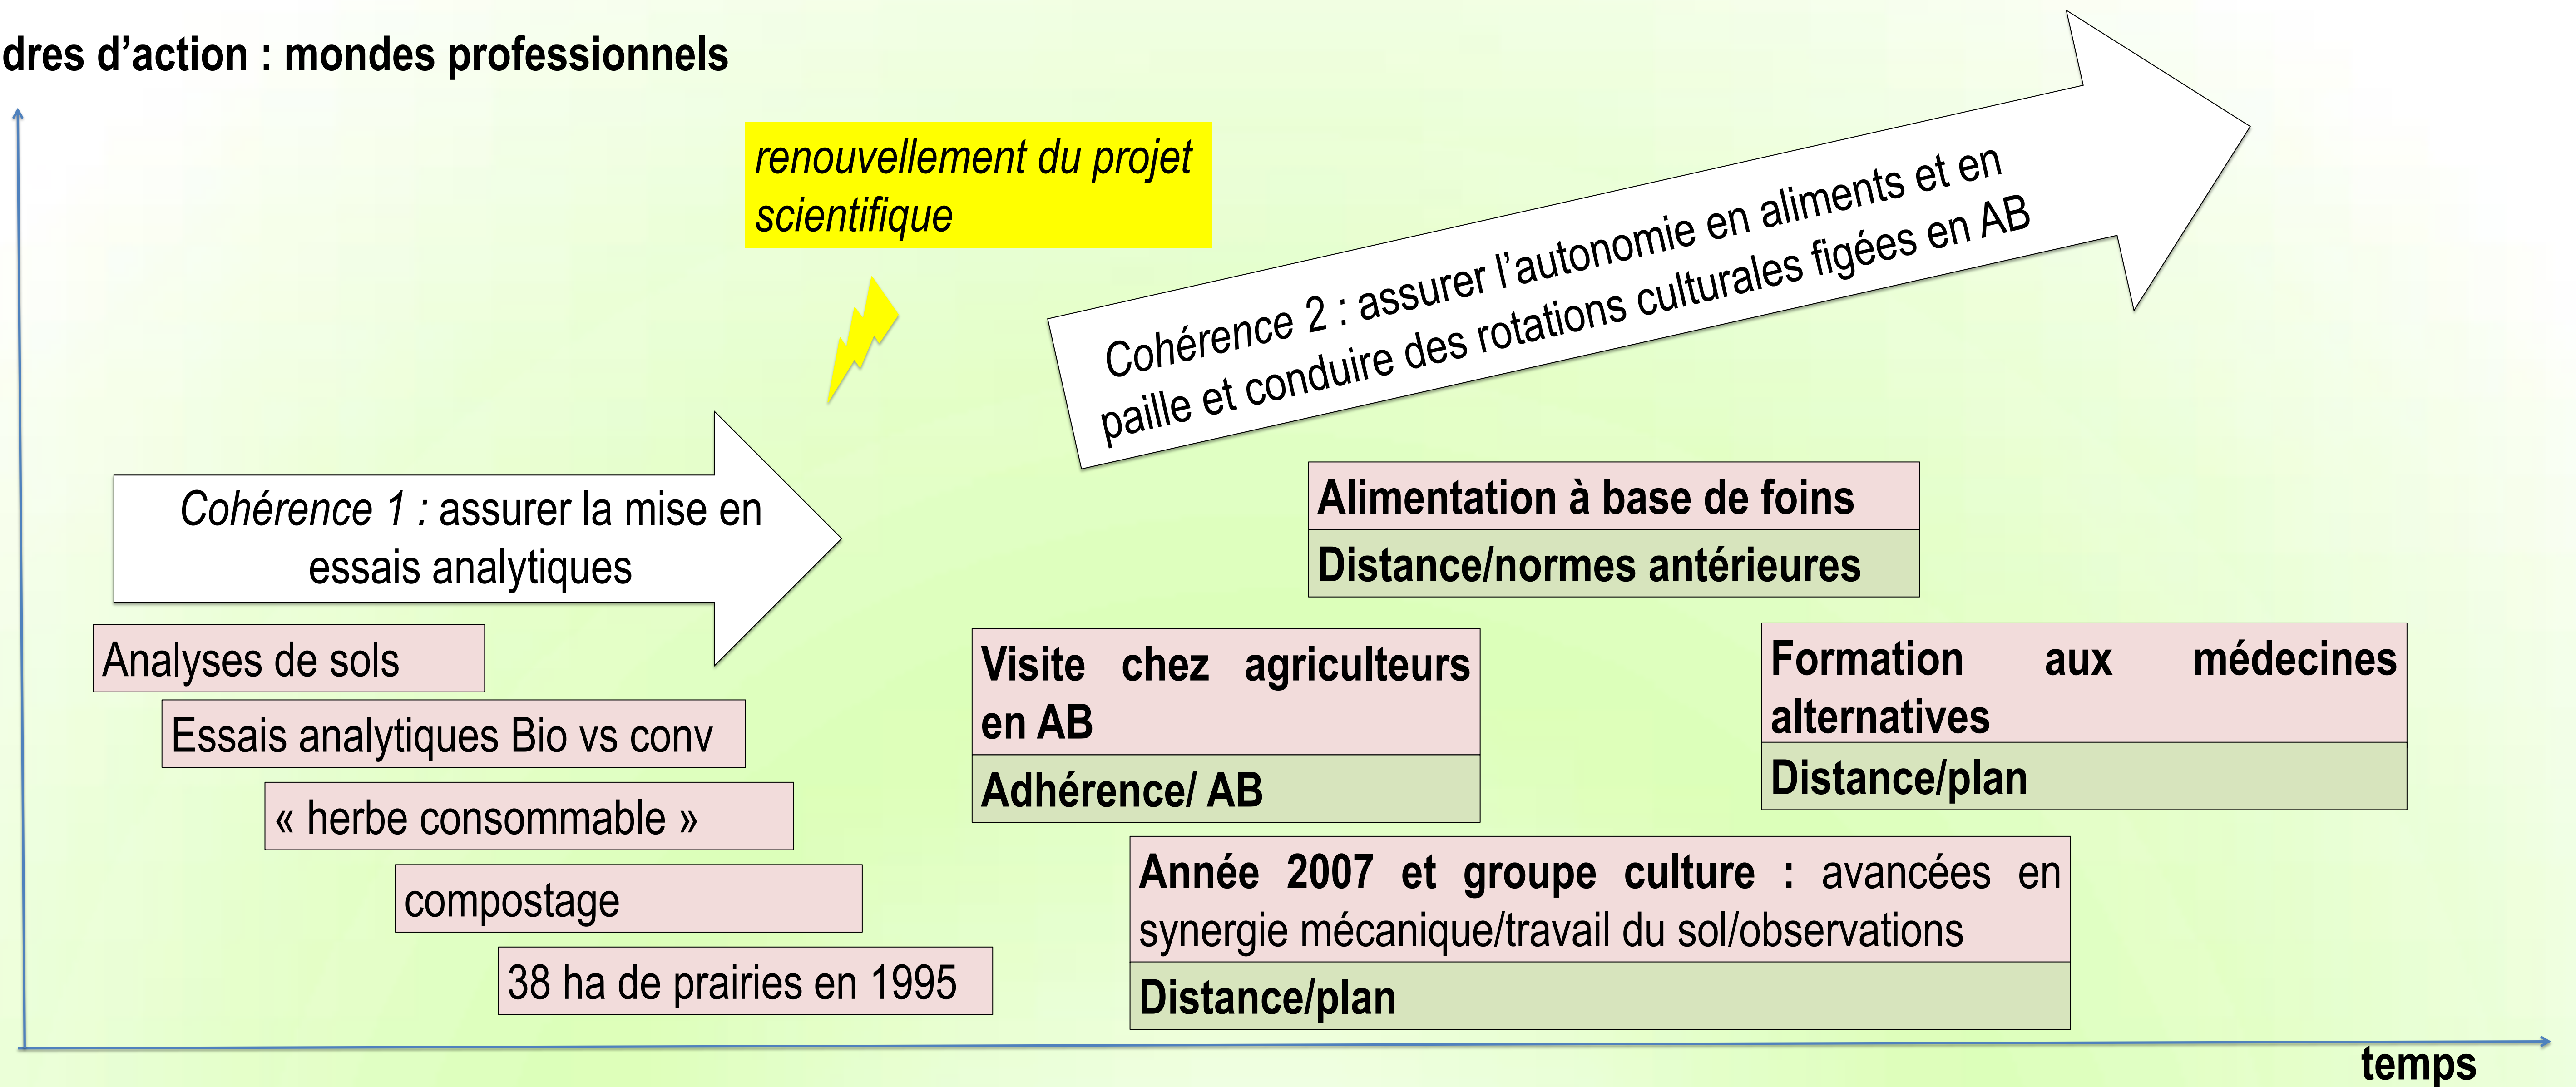 dres d’action : mondes professionnels
renouvellement du projet
scientifique
Cohérence 2 : assurer l’autonomie en aliments et en
paille et conduire des rotations culturales figées en AB
Cohérence 1 : assurer la mise en
essais analytiques
Alimentation à base de foins
Distance/normes antérieures
Analyses de sols
Essais analytiques Bio vs conv
« herbe consommable »
compostage
38 ha de prairies en 1995
Visite chez agriculteurs
en AB
Adhérence/ AB
Formation aux médecines
alternatives
Distance/plan
Année 2007 et groupe culture : avancées en
synergie mécanique/travail du sol/observations
Distance/plan
temps